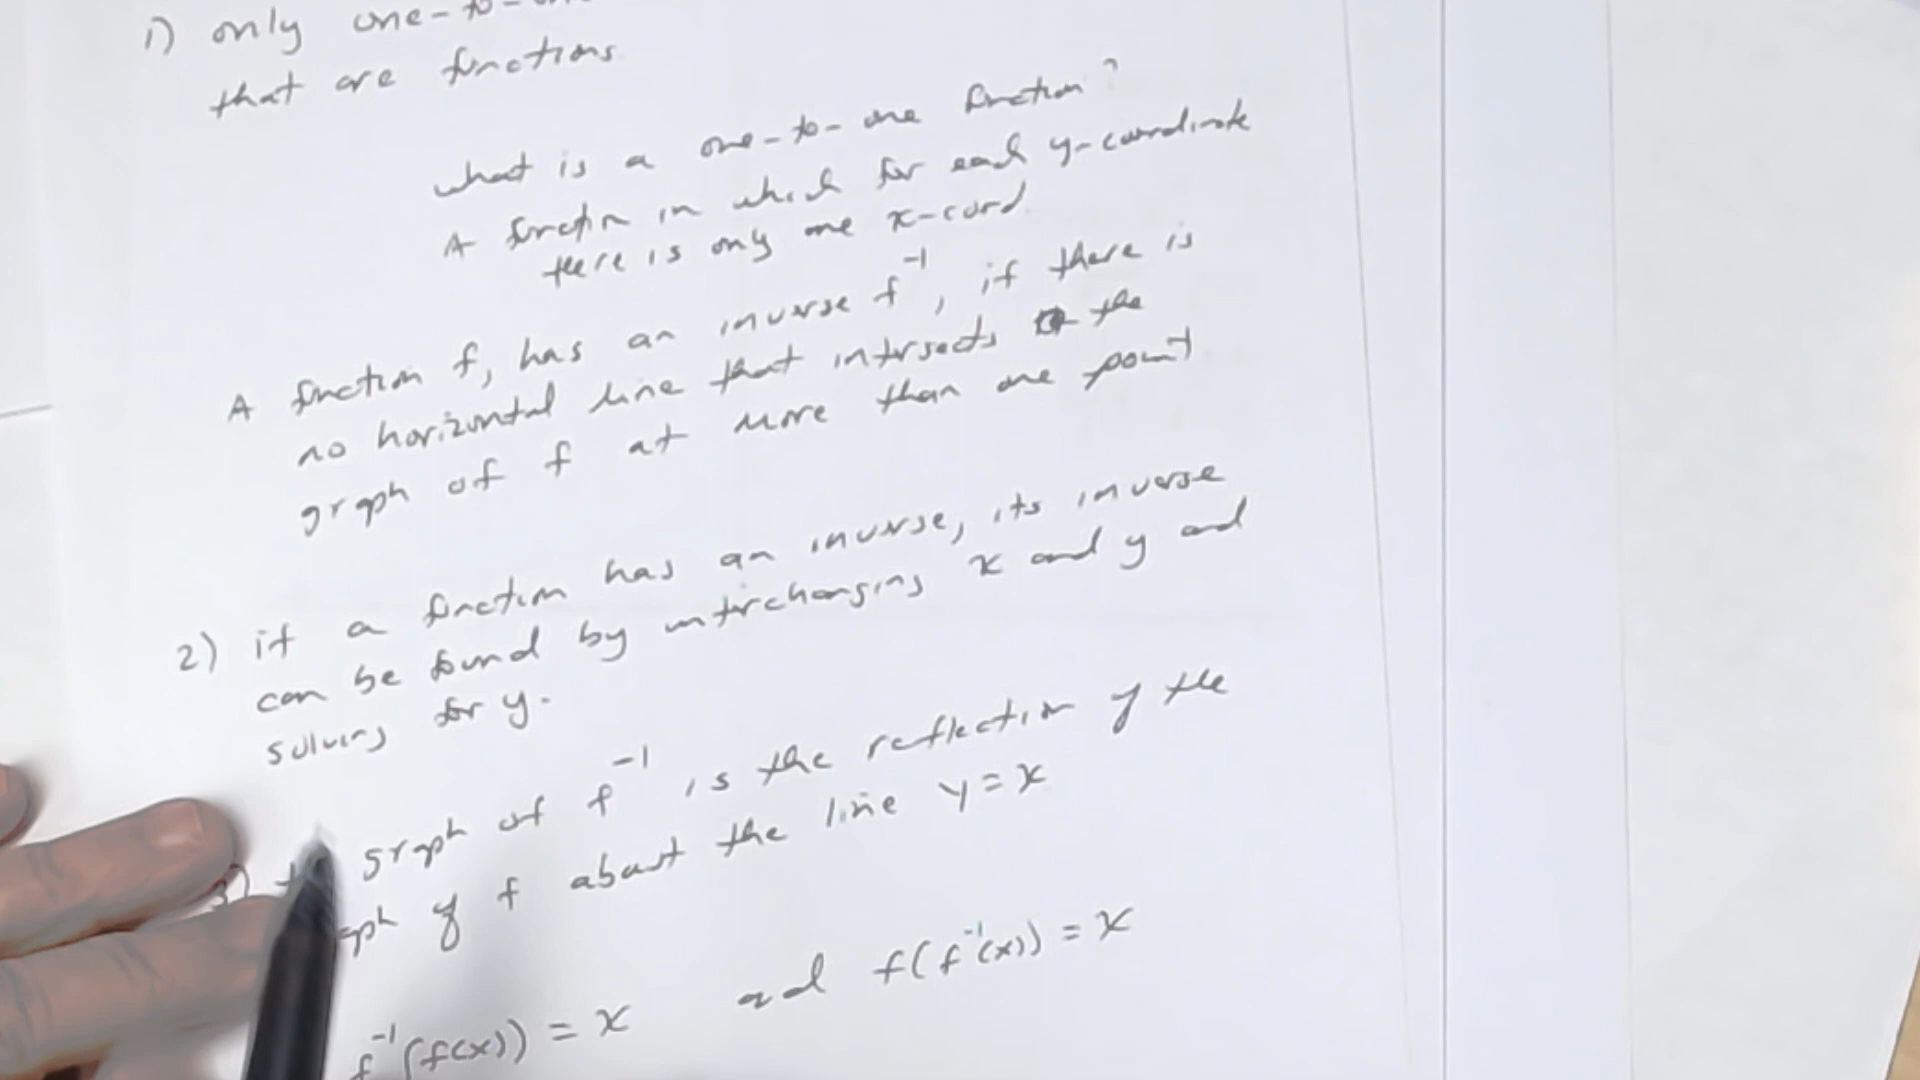 1) only one-to-
that are functions
what is a one-to-one function?
A function in which for each y-coordinate
there is only one x-cord
A function f, has an inverse f⁻¹, if there is
no horizontal line that intersects the
graph of f at more than one point
2) if a function has an inverse, its inverse
can be found by interchanging x and y and
solving for y.
3) graph of f⁻¹ is the reflection of the
of f about the line y=x
f⁻¹(f(x)) = x and f(f⁻¹(x)) = x